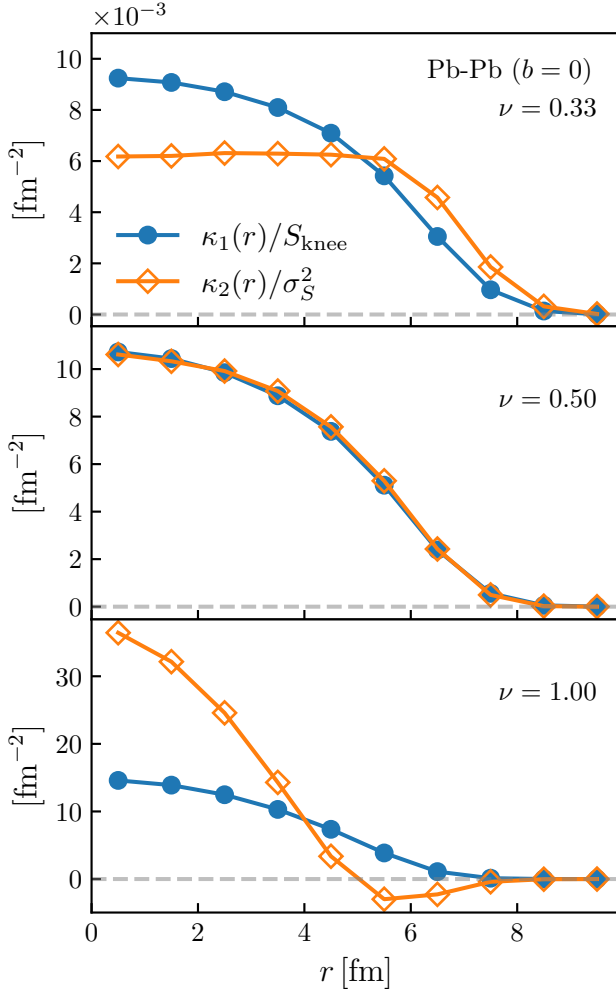 ×10⁻³
Pb-Pb (b = 0)
ν = 0.33
10
8
6
4
2
0
[fm⁻²]
κ₁(r)/S_knee
κ₂(r)/σ_S²
ν = 0.50
10
8
6
4
2
0
[fm⁻²]
ν = 1.00
30
20
10
0
[fm⁻²]
0 2 4 6 8
r [fm]